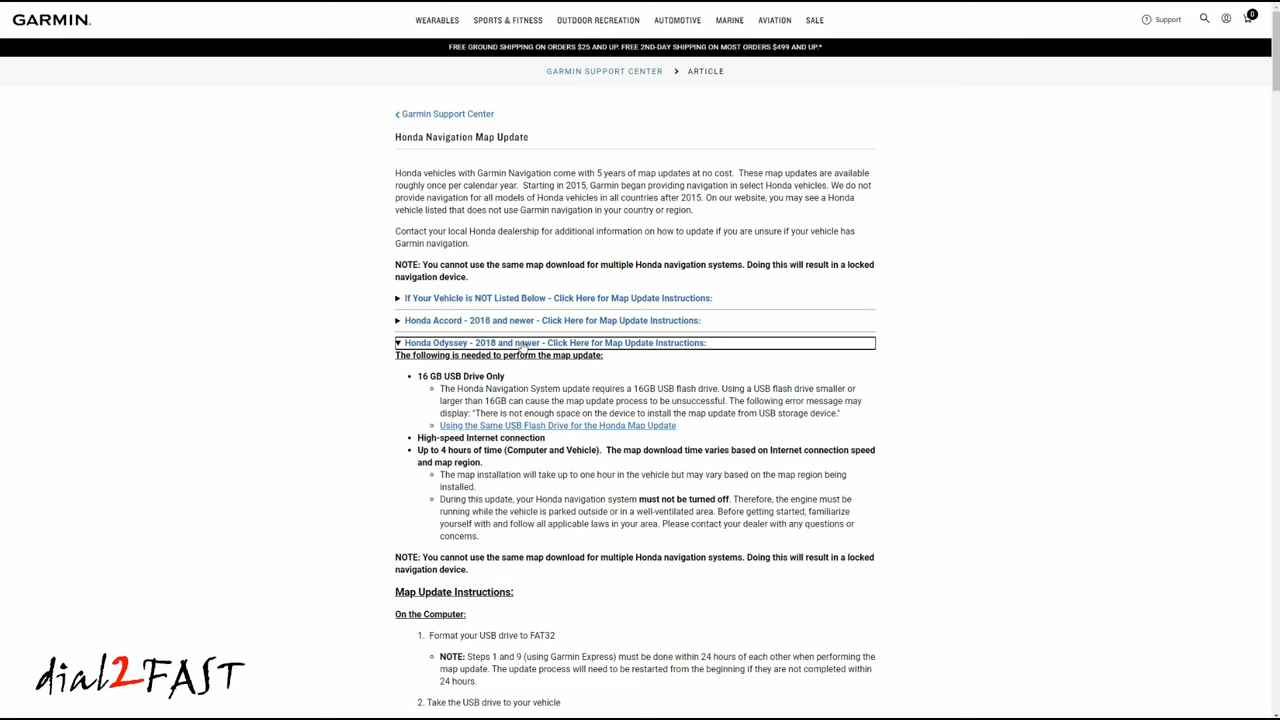 GARMIN.
WEARABLES SPORTS & FITNESS OUTDOOR RECREATION AUTOMOTIVE MARINE AVIATION SALE
Support
0
FREE GROUND SHIPPING ON ORDERS $25 AND UP. FREE 2ND-DAY SHIPPING ON MOST ORDERS $499 AND UP.*
GARMIN SUPPORT CENTER > ARTICLE
Garmin Support Center
Honda Navigation Map Update
Honda vehicles with Garmin Navigation come with 5 years of map updates at no cost. These map updates are available
roughly once per calendar year. Starting in 2015, Garmin began providing navigation in select Honda vehicles. We do not
provide navigation for all models of Honda vehicles in all countries after 2015. On our website, you may see a Honda
vehicle listed that does not use Garmin navigation in your country or region.
Contact your local Honda dealership for additional information on how to update if you are unsure if your vehicle has
Garmin navigation.
NOTE: You cannot use the same map download for multiple Honda navigation systems. Doing this will result in a locked
navigation device.
If Your Vehicle is NOT Listed Below - Click Here for Map Update Instructions:
Honda Accord - 2018 and newer - Click Here for Map Update Instructions:
Honda Odyssey - 2018 and newer - Click Here for Map Update Instructions:
The following is needed to perform the map update:
16 GB USB Drive Only
The Honda Navigation System update requires a 16GB USB flash drive. Using a USB flash drive smaller or
larger than 16GB can cause the map update process to be unsuccessful. The following error message may
display: "There is not enough space on the device to install the map update from USB storage device."
Using the Same USB Flash Drive for the Honda Map Update
High-speed Internet connection
Up to 4 hours of time (Computer and Vehicle). The map download time varies based on Internet connection speed
and map region.
The map installation will take up to one hour in the vehicle but may vary based on the map region being
installed.
During this update, your Honda navigation system must not be turned off. Therefore, the engine must be
running while the vehicle is parked outside or in a well-ventilated area. Before getting started, familiarize
yourself with and follow all applicable laws in your area. Please contact your dealer with any questions or
concerns.
NOTE: You cannot use the same map download for multiple Honda navigation systems. Doing this will result in a locked
navigation device.
Map Update Instructions:
On the Computer:
1. Format your USB drive to FAT32
NOTE: Steps 1 and 9 (using Garmin Express) must be done within 24 hours of each other when performing the
map update. The update process will need to be restarted from the beginning if they are not completed within
24 hours.
2. Take the USB drive to your vehicle
dial2FAST